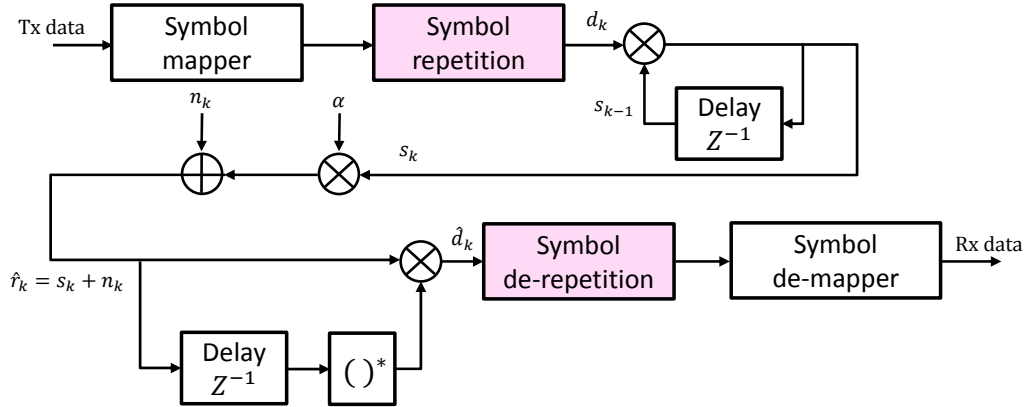 Tx data
Symbol
mapper
Symbol
repetition
d_k
s_{k-1}
Delay
Z^{-1}
n_k
α
s_k
r̂_k = s_k + n_k
d̂_k
Symbol
de-repetition
Symbol
de-mapper
Rx data
Delay
Z^{-1}
( )^*